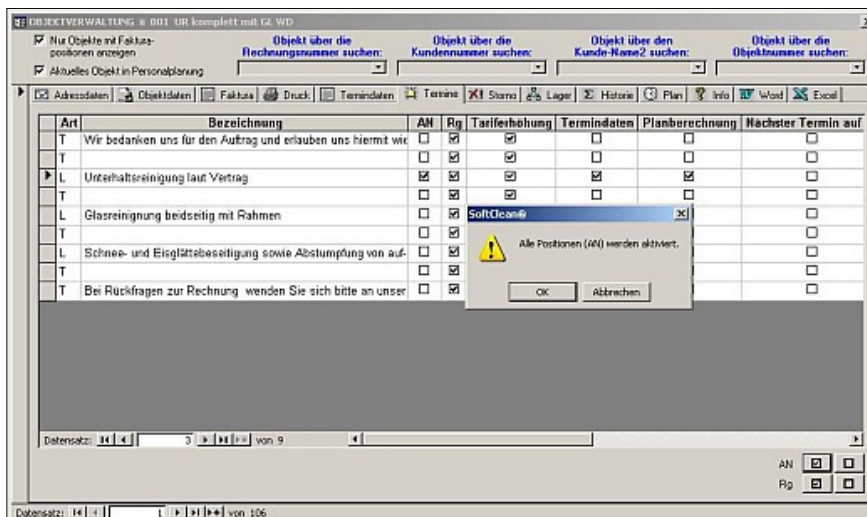 OBJEKTVERWALTUNG # 001 UR komplett mit GL WD
Nur Objekte mit Faktura-
positionen anzeigen
Aktuelles Objekt in Personalplanung
Objekt über die
Rechnungsnummer suchen:
Objekt über die
Kundennummer suchen:
Objekt über den
Kunde-Name2 suchen:
Objekt über die
Objektnummer suchen:
Adressdaten Objektdaten Faktura Druck Termindaten Termine Storno Lager Historie Plan Info Word Excel
Art Bezeichnung AN Rg Tariferhöhung Termindaten Planberechnung Nächster Termin auf
T Wir bedanken uns für den Auftrag und erlauben uns hiermit wie
T
L Unterhaltsreinigung laut Vertrag
T
L Glasreinignung beidseitig mit Rahmen
T
L Schnee- und Eisglättebeseitigung sowie Abstumpfung von auf-
T
T Bei Rückfragen zur Rechnung wenden Sie sich bitte an unser
SoftClean®
Alle Positionen (AN) werden aktiviert.
OK Abbrechen
Datensatz: 3 von 9
AN
Rg
Datensatz: 1 von 106